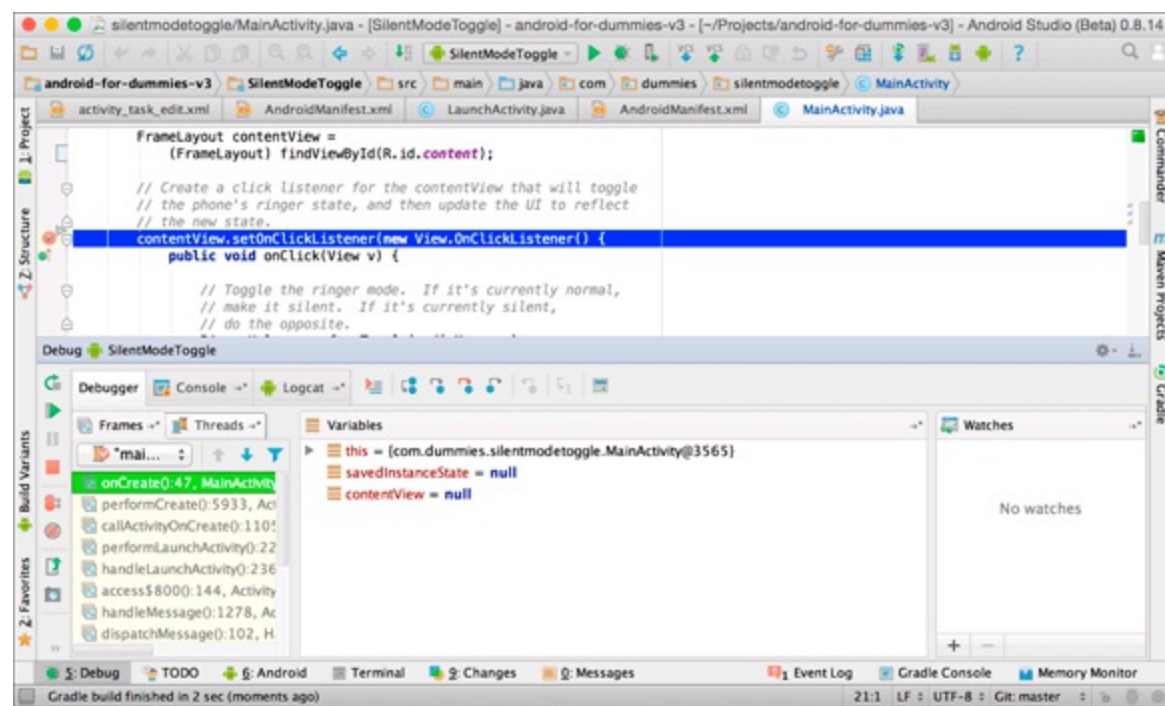 silentmodetoggle/MainActivity.java - [SilentModeToggle] - android-for-dummies-v3 - [~/Projects/android-for-dummies-v3] - Android Studio (Beta) 0.8.14
SilentModeToggle
android-for-dummies-v3 SilentModeToggle src main java com dummies silentmodetoggle MainActivity
activity_task_edit.xml AndroidManifest.xml LaunchActivity.java AndroidManifest.xml MainActivity.java
1: Project
Z: Structure
Build Variants
2: Favorites
FrameLayout contentView =
(FrameLayout) findViewById(R.id.content);
// Create a click listener for the contentView that will toggle
// the phone's ringer state, and then update the UI to reflect
// the new state.
contentView.setOnClickListener(new View.OnClickListener() {
public void onClick(View v) {
// Toggle the ringer mode. If it's currently normal,
// make it silent. If it's currently silent,
// do the opposite.
Commander
Maven Projects
Gradle
Debug SilentModeToggle
Debugger Console Logcat
Frames Threads Variables Watches
"mai...
onCreate():47, MainActivity
performCreate():5933, Act
callActivityOnCreate():1105
performLaunchActivity():22
handleLaunchActivity():236
access$800():144, Activity
handleMessage():1278, Ac
dispatchMessage():102, H
this = {com.dummies.silentmodetoggle.MainActivity@3565}
savedInstanceState = null
contentView = null
No watches
5: Debug TODO 6: Android Terminal 9: Changes 0: Messages 1 Event Log Gradle Console Memory Monitor
Gradle build finished in 2 sec (moments ago) 21:1 LF UTF-8 Git: master